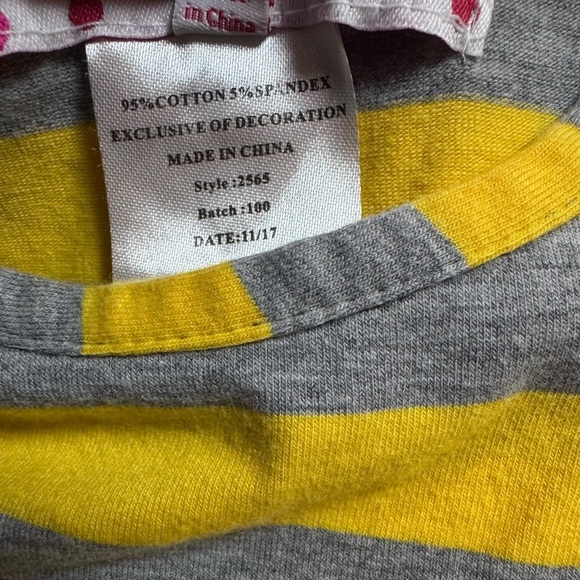 in China
95%COTTON 5%SPANDEX
EXCLUSIVE OF DECORATION
MADE IN CHINA
Style :2565
Batch :100
DATE:11/17